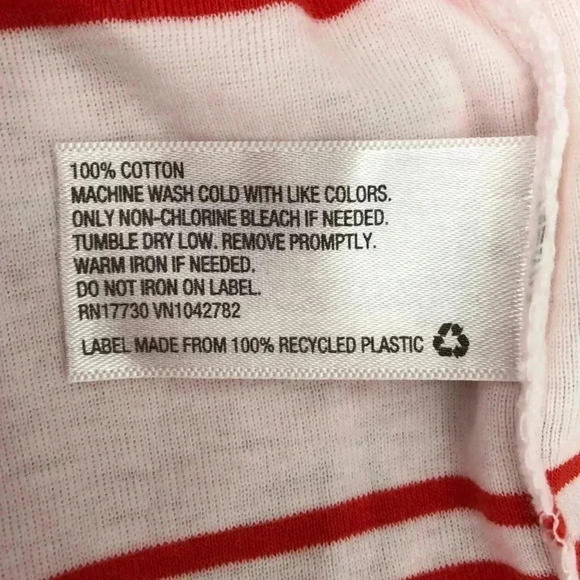 100% COTTON
MACHINE WASH COLD WITH LIKE COLORS.
ONLY NON-CHLORINE BLEACH IF NEEDED.
TUMBLE DRY LOW. REMOVE PROMPTLY.
WARM IRON IF NEEDED.
DO NOT IRON ON LABEL.
RN17730 VN1042782
LABEL MADE FROM 100% RECYCLED PLASTIC